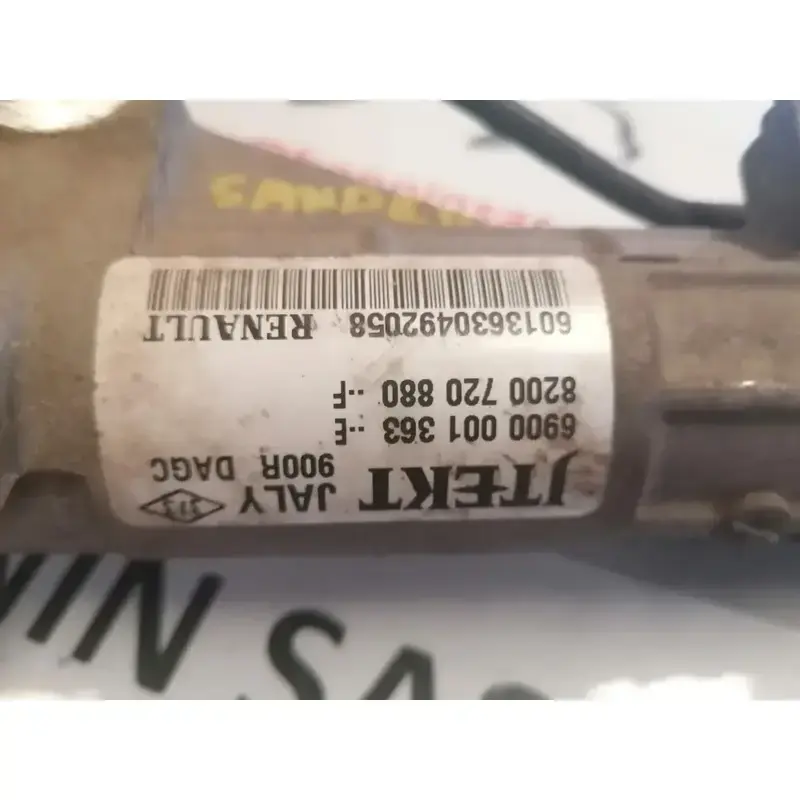 JTEKT JALY 900R DAGC
6900 001 363 ..E
8200 720 880 ..F
6013630492058 RENAULT